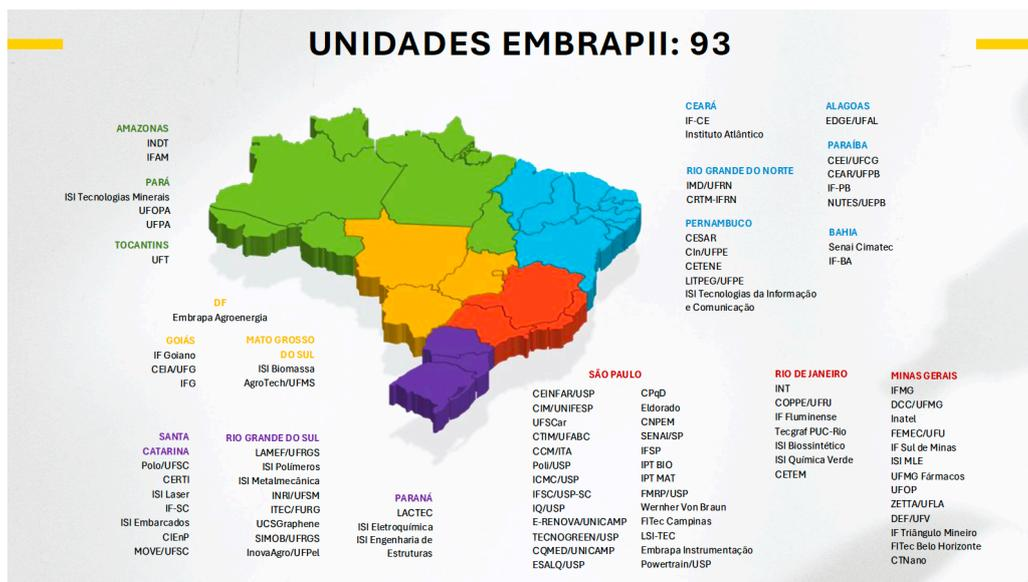 UNIDADES EMBRAPII: 93
AMAZONAS
INDT
IFAM
PARÁ
ISI Tecnologias Minerais
UFOPA
UFPA
TOCANTINS
UFT
DF
Embrapa Agroenergia
GOIÁS
IF Goiano
CEIA/UFG
IFG
MATO GROSSO
DO SUL
ISI Biomassa
AgroTech/UFMS
SANTA
CATARINA
Polo/UFSC
CERTI
ISI Laser
IF-SC
ISI Embarcados
CIEnP
MOVE/UFSC
RIO GRANDE DO SUL
LAMEF/UFRGS
ISI Polímeros
ISI Metalmecânica
INRI/UFSM
ITEC/FURG
UCSGraphene
SIMOB/UFRGS
InovaAgro/UFPel
PARANÁ
LACTEC
ISI Eletroquímica
ISI Engenharia de
Estruturas
CEARÁ
IF-CE
Instituto Atlântico
RIO GRANDE DO NORTE
IMD/UFRN
CRTM-IFRN
PERNAMBUCO
CESAR
CIn/UFPE
CETENE
LITPEG/UFPE
ISI Tecnologias da Informação
e Comunicação
ALAGOAS
EDGE/UFAL
PARAÍBA
CEEI/UFCG
CEAR/UFPB
IF-PB
NUTES/UEPB
BAHIA
Senai Cimatec
IF-BA
SÃO PAULO
CEINFAR/USP
CIM/UNIFESP
UFSCar
CTIM/UFABC
CCM/ITA
Poli/USP
ICMC/USP
IFSC/USP-SC
IQ/USP
E-RENOVA/UNICAMP
TECNOGREEN/USP
CQMED/UNICAMP
ESALQ/USP
CPqD
Eldorado
CNPEM
SENAI/SP
IFSP
IPT BIO
IPT MAT
FMRP/USP
Wernher Von Braun
FITec Campinas
LSI-TEC
Embrapa Instrumentação
Powertrain/USP
RIO DE JANEIRO
INT
COPPE/UFRJ
IF Fluminense
Tecgraf PUC-Rio
ISI Biossintético
ISI Química Verde
CETEM
MINAS GERAIS
IFMG
DCC/UFMG
Inatel
FEMEC/UFU
IF Sul de Minas
ISI MLE
UFMG Fármacos
UFOP
ZETTA/UFLA
DEF/UFV
IF Triângulo Mineiro
FITec Belo Horizonte
CTNano